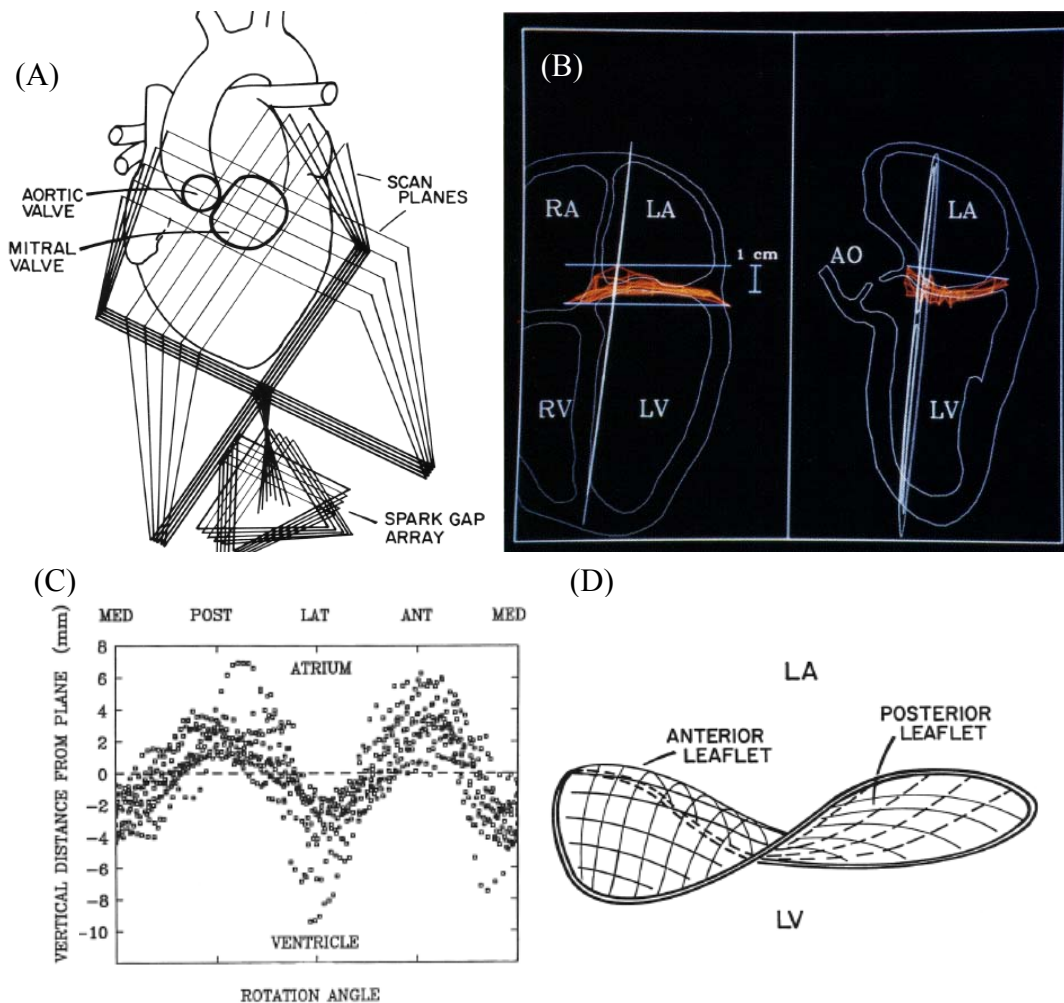 (A)
AORTIC
VALVE
MITRAL
VALVE
SCAN
PLANES
SPARK GAP
ARRAY
(B)
RA
LA
1 cm
RV
LV
LA
AO
LV
(C)
MED POST LAT ANT MED
VERTICAL DISTANCE FROM PLANE (mm)
8
6
4
2
0
-2
-4
-6
-8
-10
ATRIUM
VENTRICLE
ROTATION ANGLE
(D)
LA
ANTERIOR
LEAFLET
POSTERIOR
LEAFLET
LV